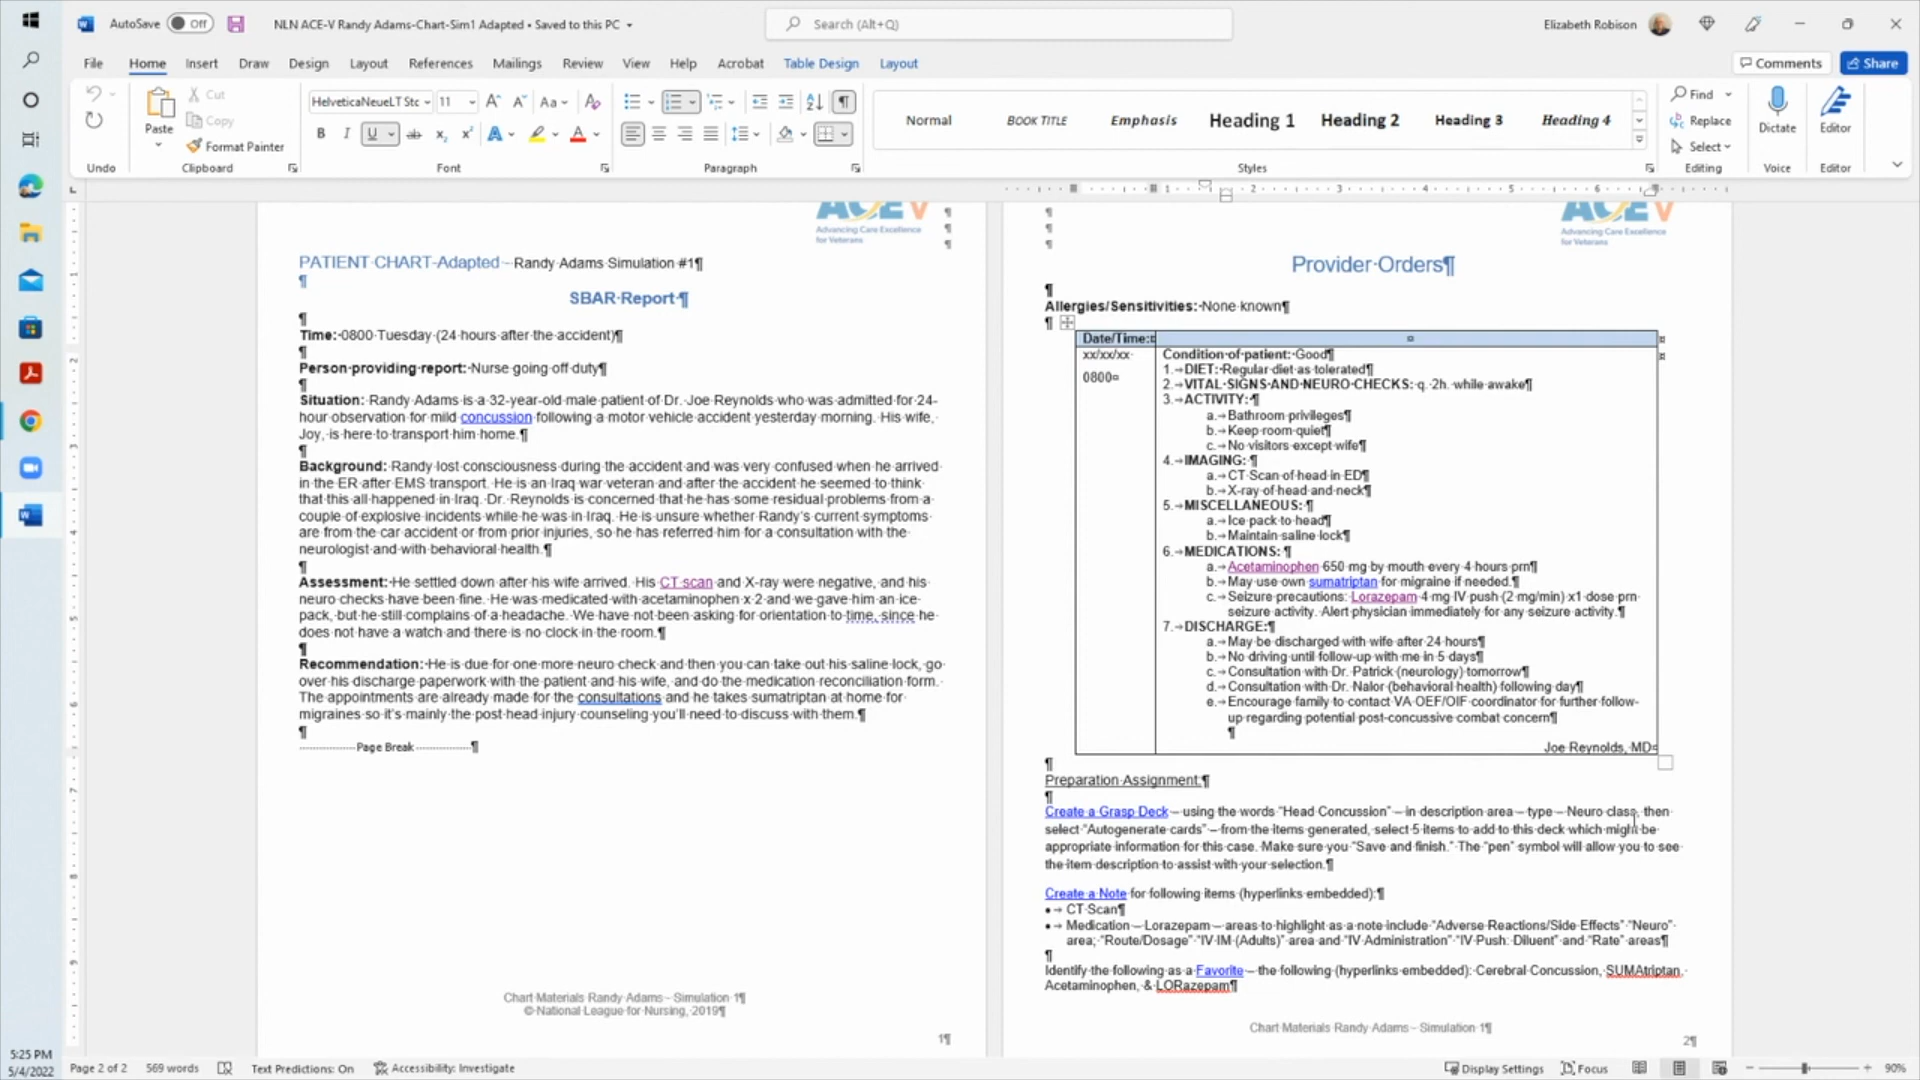 AutoSave Off NLN ACE-V Randy Adams-Chart-Sim1 Adapted • Saved to this PC Search (Alt+Q) Elizabeth Robison
File Home Insert Draw Design Layout References Mailings Review View Help Acrobat Table Design Layout Comments Share
Paste Cut Copy Format Painter
HelveticaNeueLT Stc 11
Normal BOOK TITLE Emphasis Heading 1 Heading 2 Heading 3 Heading 4
Find Replace Select Dictate Editor
Undo Clipboard Font Paragraph Styles Editing Voice Editor
ACE V
Advancing Care Excellence
for Veterans
PATIENT CHART-Adapted – Randy Adams Simulation #1¶
¶
SBAR Report ¶
¶
Time: 0800 Tuesday (24 hours after the accident)¶
¶
Person providing report: Nurse going off duty¶
¶
Situation: Randy Adams is a 32-year-old male patient of Dr. Joe Reynolds who was admitted for 24-
hour observation for mild concussion following a motor vehicle accident yesterday morning. His wife,
Joy, is here to transport him home.¶
¶
Background: Randy lost consciousness during the accident and was very confused when he arrived
in the ER after EMS transport. He is an Iraq war veteran and after the accident he seemed to think
that this all happened in Iraq. Dr. Reynolds is concerned that he has some residual problems from a
couple of explosive incidents while he was in Iraq. He is unsure whether Randy's current symptoms
are from the car accident or from prior injuries, so he has referred him for a consultation with the
neurologist and with behavioral health.¶
¶
Assessment: He settled down after his wife arrived. His CT scan and X-ray were negative, and his
neuro checks have been fine. He was medicated with acetaminophen x 2 and we gave him an ice
pack, but he still complains of a headache. We have not been asking for orientation to time, since he
does not have a watch and there is no clock in the room.¶
¶
Recommendation: He is due for one more neuro check and then you can take out his saline lock, go
over his discharge paperwork with the patient and his wife, and do the medication reconciliation form.
The appointments are already made for the consultations and he takes sumatriptan at home for
migraines so it's mainly the post head injury counseling you'll need to discuss with them.¶
¶
Page Break ¶
Chart Materials Randy Adams – Simulation 1¶
© National League for Nursing, 2019¶
1¶
ACE V
Advancing Care Excellence
for Veterans
Provider Orders¶
¶
Allergies/Sensitivities: None known¶
¶
Date/Time:¤
xx/xx/xx
0800¤
Condition of patient: Good¶
1. DIET: Regular diet as tolerated¶
2. VITAL SIGNS AND NEURO CHECKS: q 2h. while awake¶
3. ACTIVITY: ¶
a. Bathroom privileges¶
b. Keep room quiet¶
c. No visitors except wife¶
4. IMAGING: ¶
a. CT Scan of head in ED¶
b. X-ray of head and neck¶
5. MISCELLANEOUS: ¶
a. Ice pack to head¶
b. Maintain saline lock¶
6. MEDICATIONS: ¶
a. Acetaminophen 650 mg by mouth every 4 hours prn¶
b. May use own sumatriptan for migraine if needed.¶
c. Seizure precautions: Lorazepam 4 mg IV push (2 mg/min) x1 dose prn
seizure activity. Alert physician immediately for any seizure activity.¶
7. DISCHARGE:¶
a. May be discharged with wife after 24 hours¶
b. No driving until follow-up with me in 5 days¶
c. Consultation with Dr. Patrick (neurology) tomorrow¶
d. Consultation with Dr. Nalor (behavioral health) following day¶
e. Encourage family to contact VA OEF/OIF coordinator for further follow-
up regarding potential post-concussive combat concern¶
¶
Joe Reynolds, MD¤
¶
Preparation Assignment:¶
¶
Create a Grasp Deck – using the words "Head Concussion" – in description area – type – Neuro class, then
select "Autogenerate cards" – from the items generated, select 5 items to add to this deck which might be
appropriate information for this case. Make sure you "Save and finish." The "pen" symbol will allow you to see
the item description to assist with your selection.¶
Create a Note for following items (hyperlinks embedded):¶
• CT Scan¶
• Medication – Lorazepam – areas to highlight as a note include "Adverse Reactions/Side Effects" "Neuro"
area; "Route/Dosage" "IV IM (Adults)" area and "IV Administration" "IV Push: Diluent" and "Rate" areas¶
¶
Identify the following as a Favorite – the following (hyperlinks embedded): Cerebral Concussion, SUMAtriptan,
Acetaminophen, & LORazepam¶
Chart Materials Randy Adams – Simulation 1¶
2¶
5:25 PM
5/4/2022
Page 2 of 2 569 words Text Predictions: On Accessibility: Investigate Display Settings Focus 90%